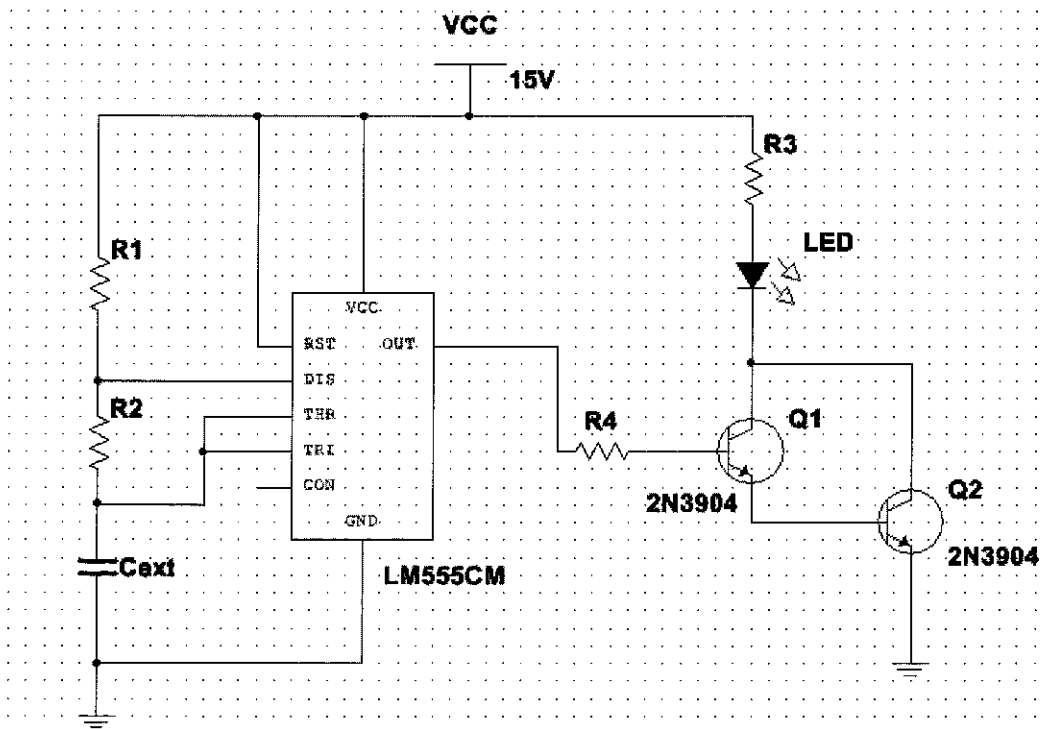 VCC
15V
R3
R1
LED
VCC
RST
OUT
DIS
R2
THR
TRI
R4
Q1
CON
Q2
2N3904
GND
2N3904
Cext
LM555CM